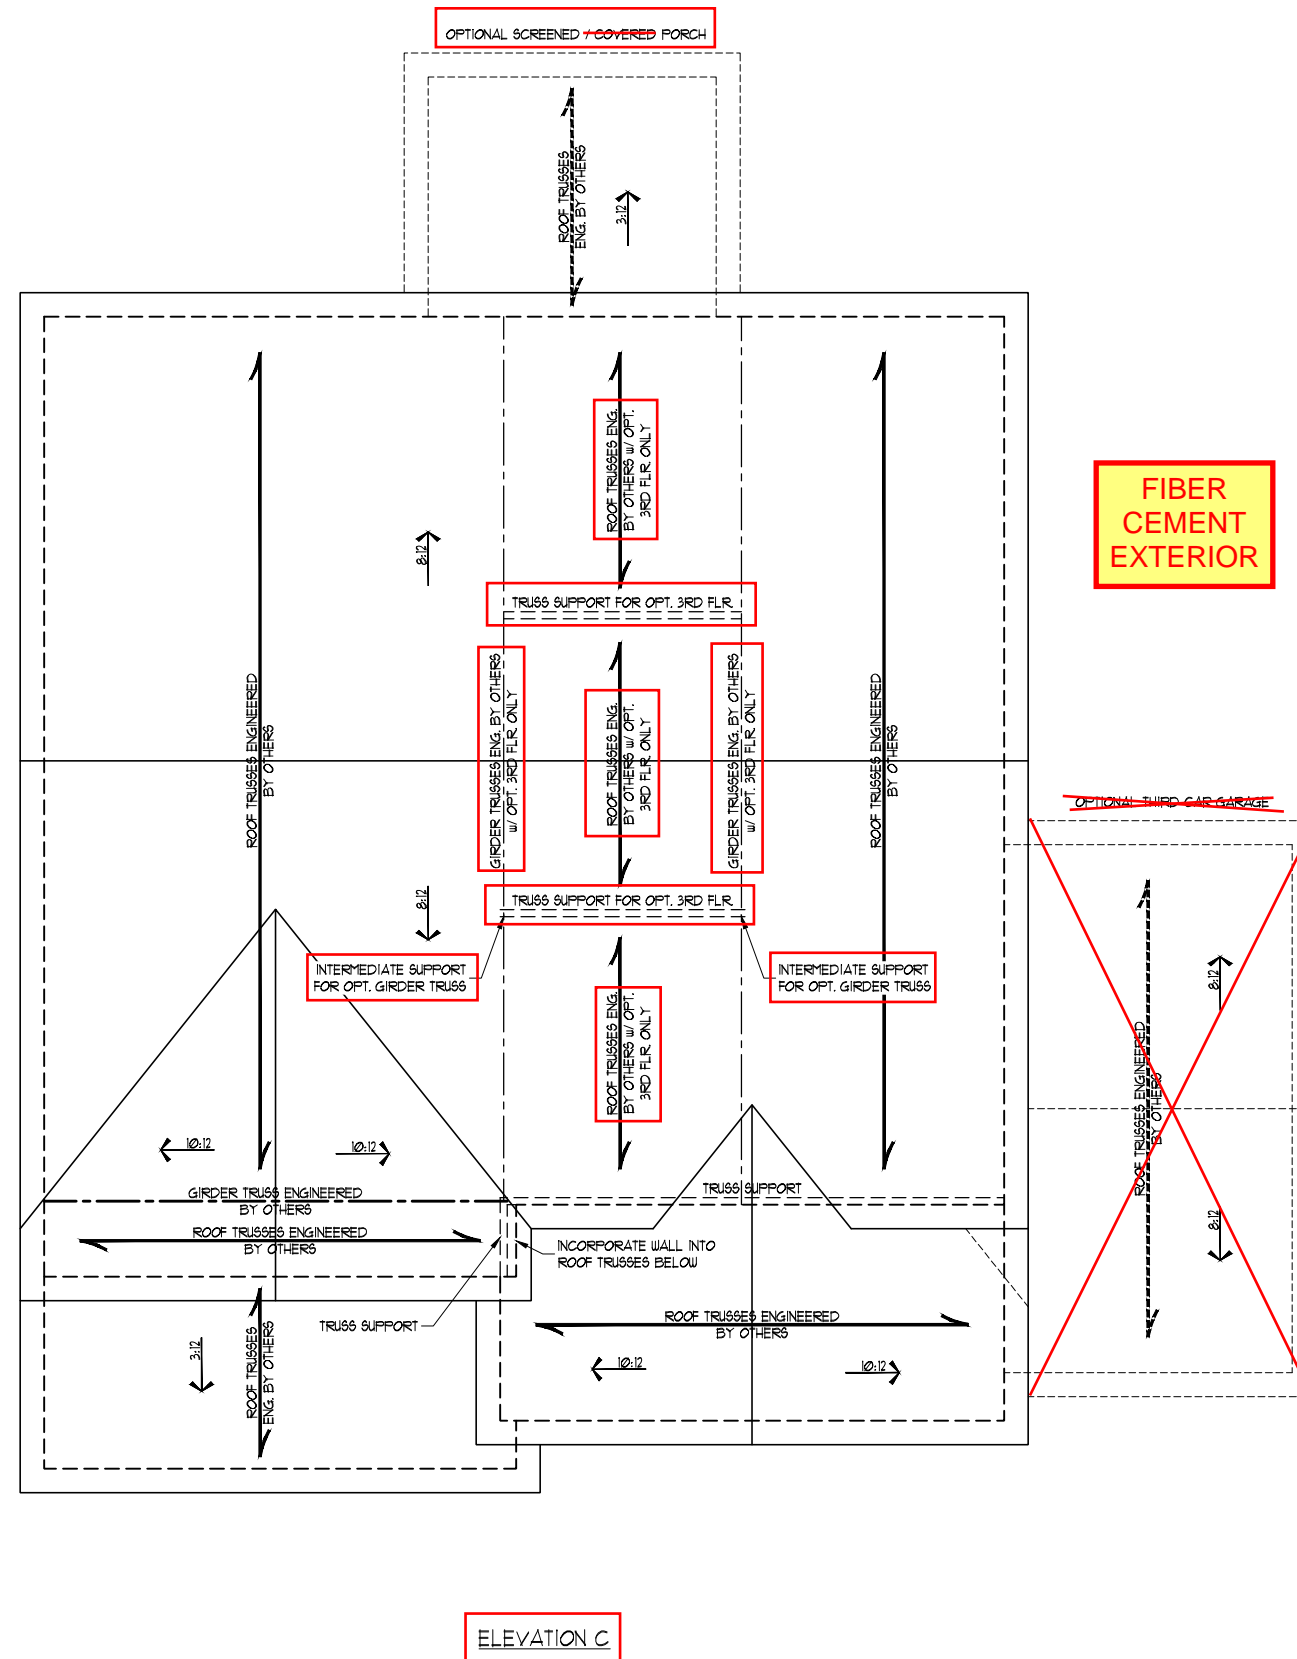 OPTIONAL SCREENED / COVERED PORCH
ROOF TRUSSES
ENG. BY OTHERS
3:12
ROOF TRUSSES ENG.
BY OTHERS w/ OPT.
3RD FLR. ONLY
FIBER
CEMENT
EXTERIOR
8:12
TRUSS SUPPORT FOR OPT. 3RD FLR.
ROOF TRUSSES ENGINEERED
BY OTHERS
GIRDER TRUSSES ENG. BY OTHERS
w/ OPT. 3RD FLR. ONLY
ROOF TRUSSES ENG.
BY OTHERS w/ OPT.
3RD FLR. ONLY
GIRDER TRUSSES ENG. BY OTHERS
w/ OPT. 3RD FLR. ONLY
ROOF TRUSSES ENGINEERED
BY OTHERS
OPTIONAL THIRD CAR GARAGE
8:12
TRUSS SUPPORT FOR OPT. 3RD FLR.
INTERMEDIATE SUPPORT
FOR OPT. GIRDER TRUSS
INTERMEDIATE SUPPORT
FOR OPT. GIRDER TRUSS
8:12
ROOF TRUSSES ENG.
BY OTHERS w/ OPT.
3RD FLR. ONLY
ROOF TRUSSES ENGINEERED
BY OTHERS
10:12
10:12
GIRDER TRUSS ENGINEERED
BY OTHERS
TRUSS SUPPORT
8:12
ROOF TRUSSES ENGINEERED
BY OTHERS
INCORPORATE WALL INTO
ROOF TRUSSES BELOW
TRUSS SUPPORT
ROOF TRUSSES ENGINEERED
BY OTHERS
3:12
ROOF TRUSSES
ENG. BY OTHERS
10:12
10:12
ELEVATION C